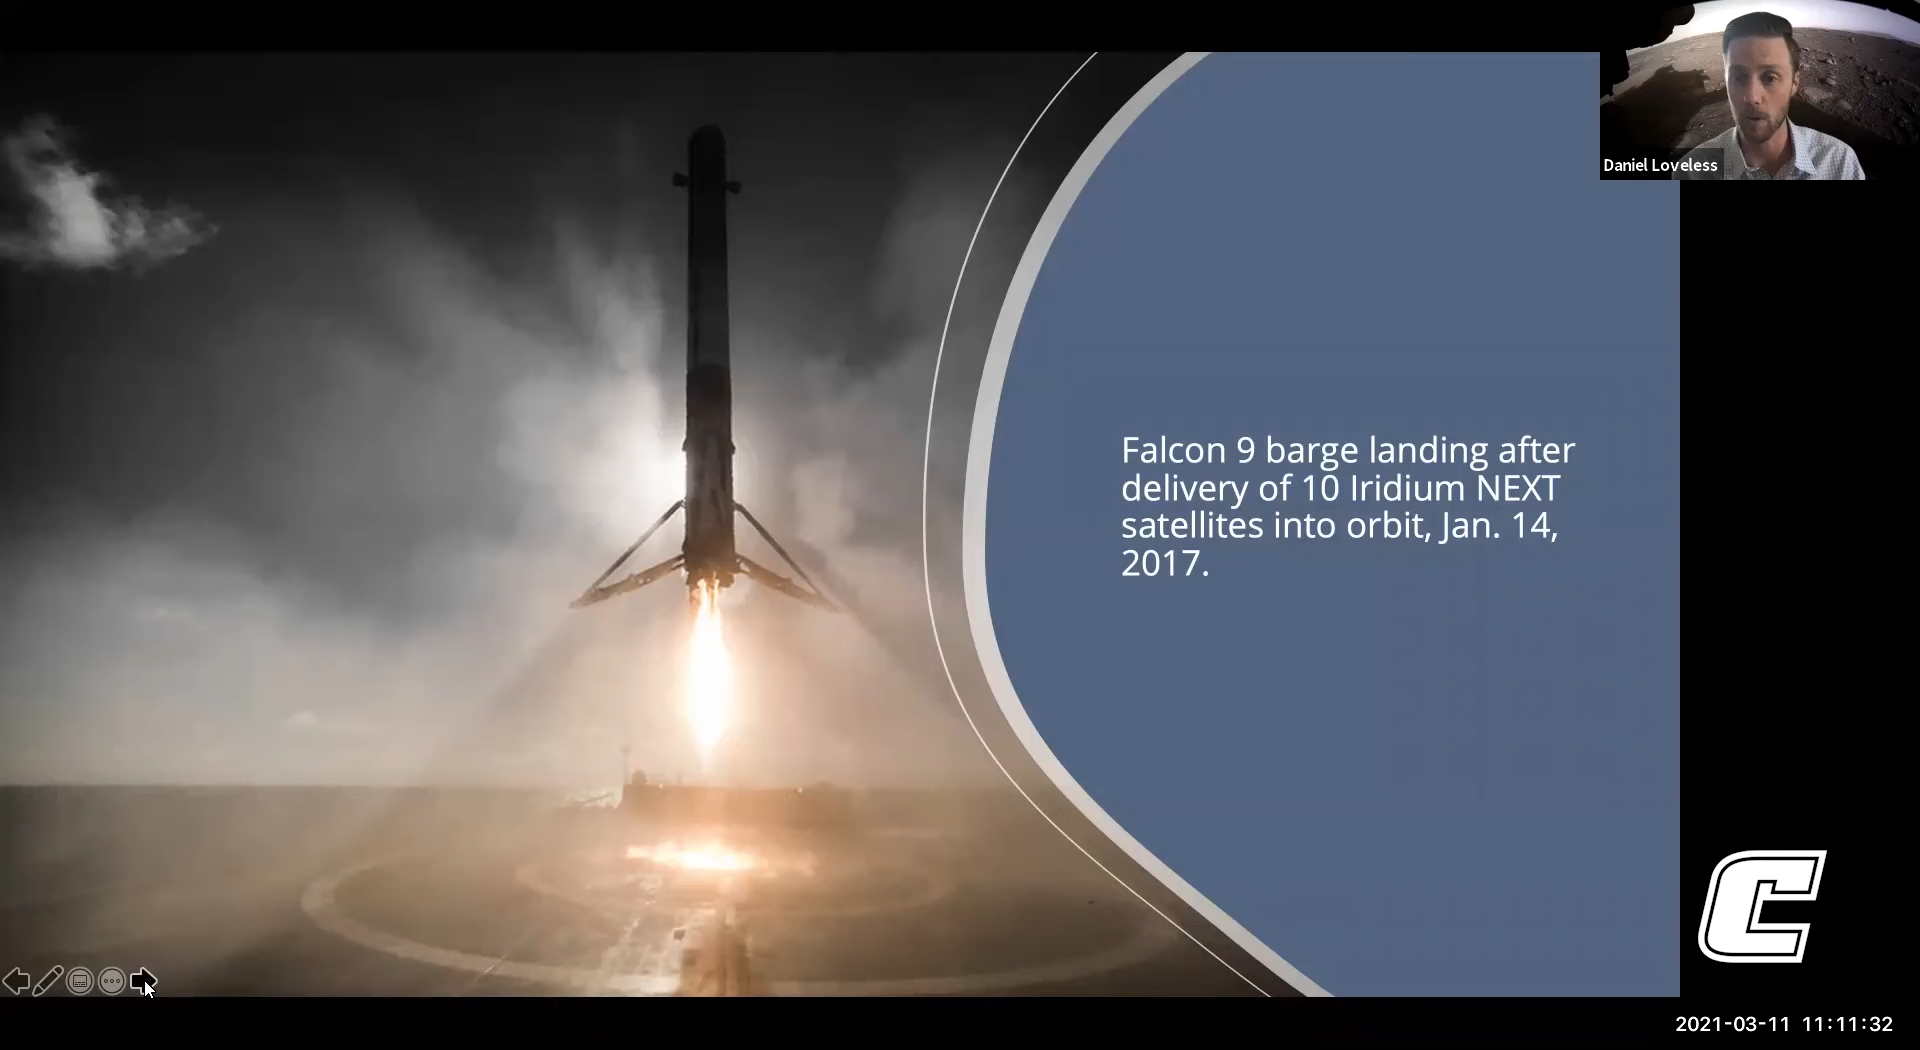 Daniel Loveless
Falcon 9 barge landing after
delivery of 10 Iridium NEXT
satellites into orbit, Jan. 14,
2017.
C
2021-03-11 11:11:32